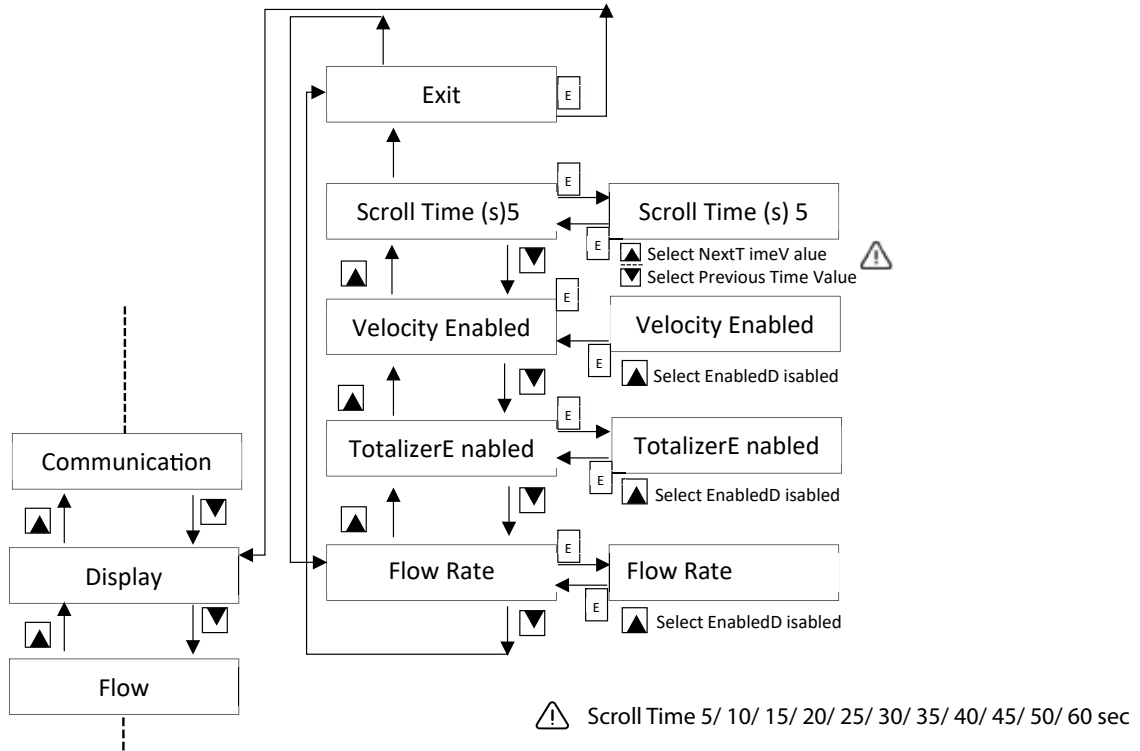 Exit
E
E
Scroll Time (s)5
Scroll Time (s) 5
E
Select NextT imeV alue
Select Previous Time Value
E
Velocity Enabled
Velocity Enabled
E
Select EnabledD isabled
E
TotalizerE nabled
TotalizerE nabled
E
Select EnabledD isabled
E
Flow Rate
Flow Rate
E
Select EnabledD isabled
Communication
Display
Flow
Scroll Time 5/ 10/ 15/ 20/ 25/ 30/ 35/ 40/ 45/ 50/ 60 sec